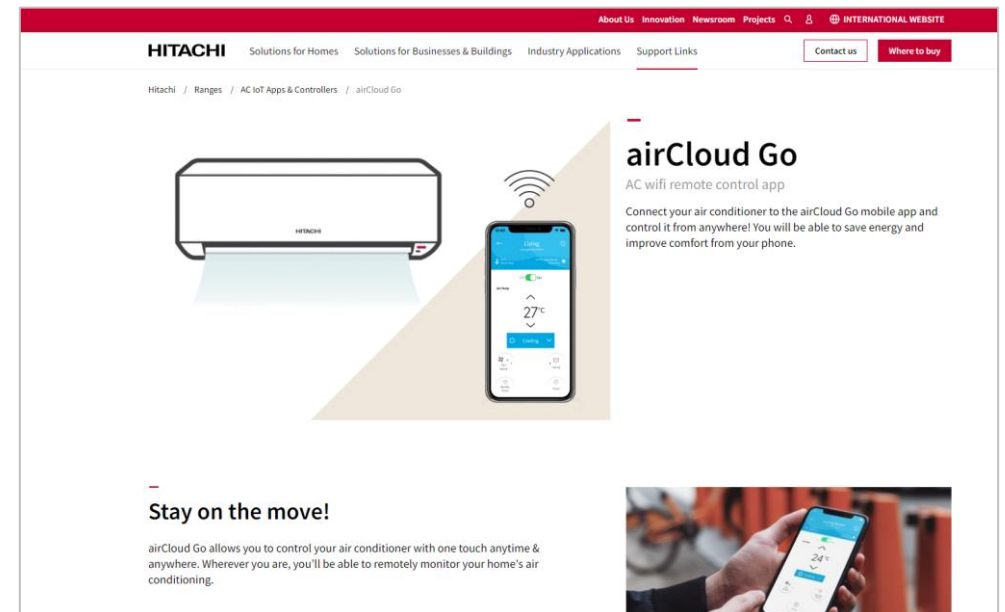 About Us Innovation Newsroom Projects INTERNATIONAL WEBSITE
HITACHI Solutions for Homes Solutions for Businesses & Buildings Industry Applications Support Links Contact us Where to buy
Hitachi / Ranges / AC IoT Apps & Controllers / airCloud Go
HITACHI
Living
27°C
Cooling
airCloud Go
AC wifi remote control app
Connect your air conditioner to the airCloud Go mobile app and
control it from anywhere! You will be able to save energy and
improve comfort from your phone.
Stay on the move!
airCloud Go allows you to control your air conditioner with one touch anytime &
anywhere. Wherever you are, you'll be able to remotely monitor your home's air
conditioning.
24°